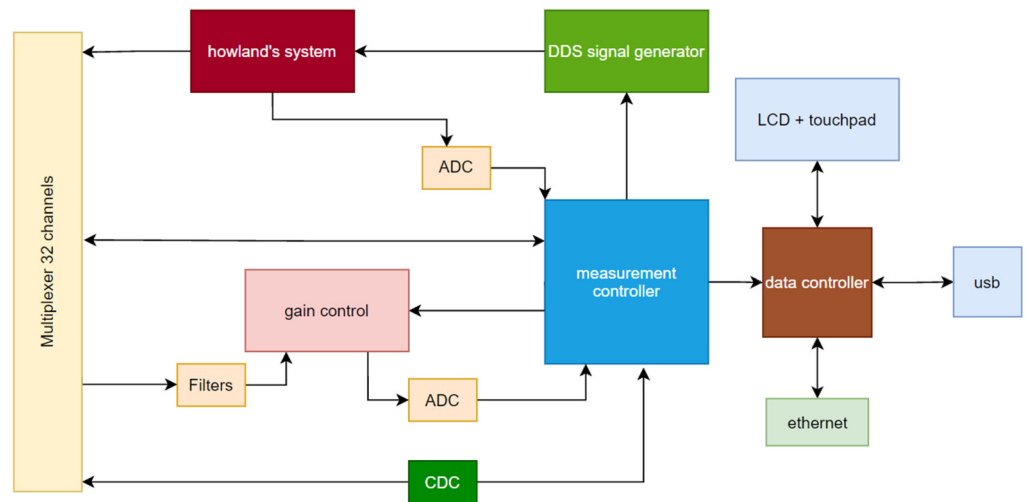 howland's system
DDS signal generator
LCD + touchpad
ADC
Multiplexer 32 channels
measurement
controller
data controller
usb
gain control
Filters
ADC
ethernet
CDC